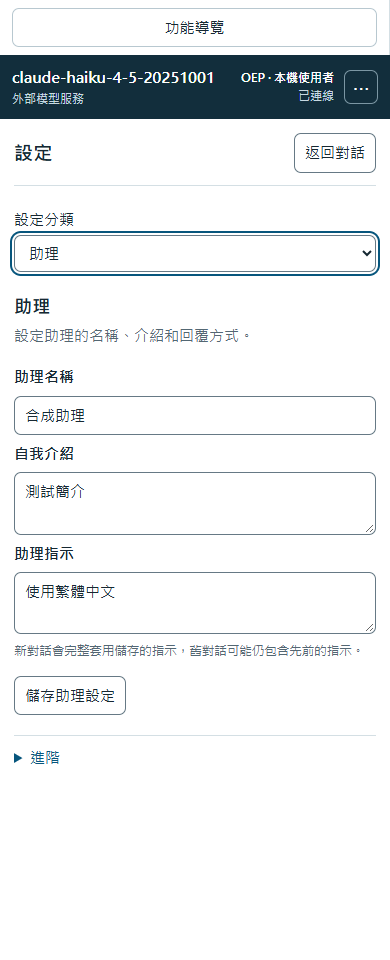 功能導覽
claude-haiku-4-5-20251001
外部模型服務
OEP · 本機使用者
已連線
...
設定
返回對話
設定分類
助理
助理
設定助理的名稱、介紹和回覆方式。
助理名稱
合成助理
自我介紹
測試簡介
助理指示
使用繁體中文
新對話會完整套用儲存的指示，舊對話可能仍包含先前的指示。
儲存助理設定
進階